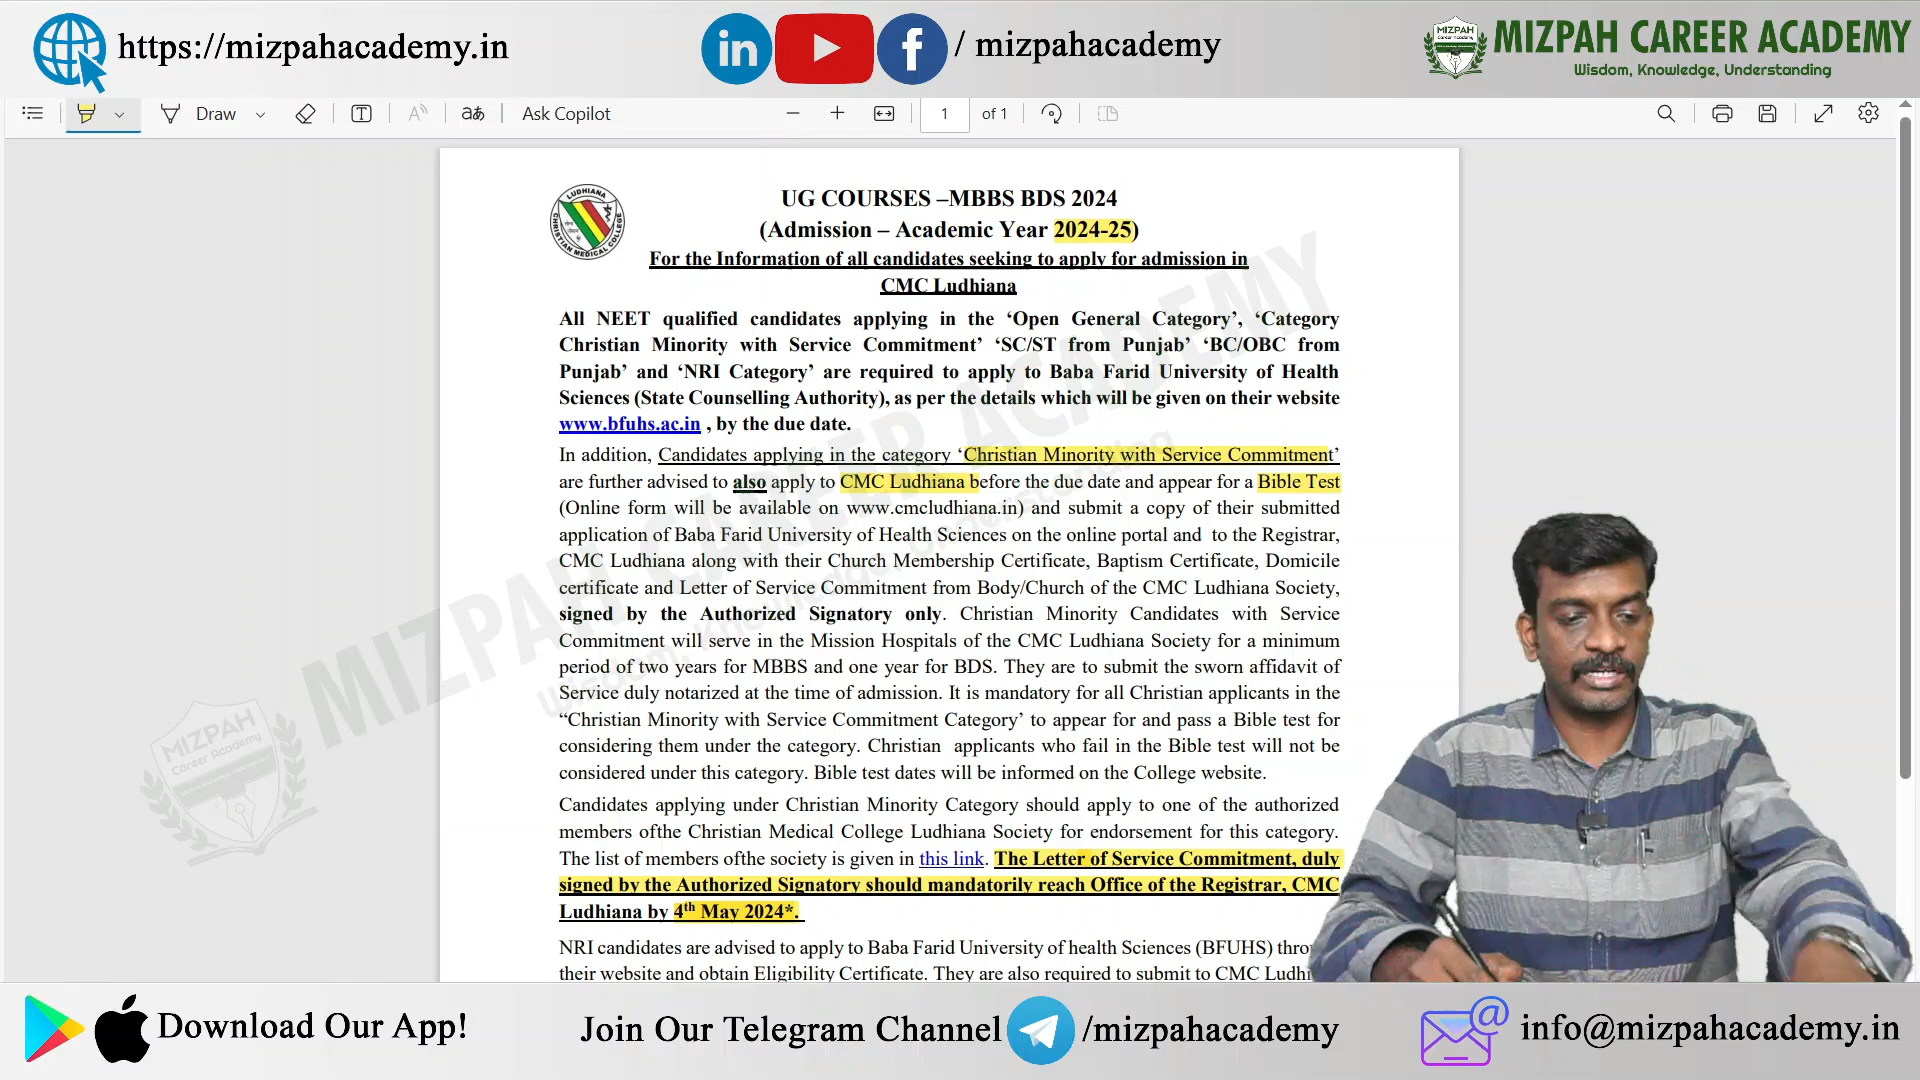 https://mizpahacademy.in
/ mizpahacademy
MIZPAH
Career Academy
MIZPAH CAREER ACADEMY
Wisdom, Knowledge, Understanding
Draw
Ask Copilot
1 of 1
LUDHIANA
CHRISTIAN MEDICAL COLLEGE
UG COURSES –MBBS BDS 2024
(Admission – Academic Year 2024-25)
For the Information of all candidates seeking to apply for admission in
CMC Ludhiana
All NEET qualified candidates applying in the ‘Open General Category’, ‘Category
Christian Minority with Service Commitment’ ‘SC/ST from Punjab’ ‘BC/OBC from
Punjab’ and ‘NRI Category’ are required to apply to Baba Farid University of Health
Sciences (State Counselling Authority), as per the details which will be given on their website
www.bfuhs.ac.in , by the due date.
In addition, Candidates applying in the category ‘Christian Minority with Service Commitment’
are further advised to also apply to CMC Ludhiana before the due date and appear for a Bible Test
(Online form will be available on www.cmcludhiana.in) and submit a copy of their submitted
application of Baba Farid University of Health Sciences on the online portal and to the Registrar,
CMC Ludhiana along with their Church Membership Certificate, Baptism Certificate, Domicile
certificate and Letter of Service Commitment from Body/Church of the CMC Ludhiana Society,
signed by the Authorized Signatory only. Christian Minority Candidates with Service
Commitment will serve in the Mission Hospitals of the CMC Ludhiana Society for a minimum
period of two years for MBBS and one year for BDS. They are to submit the sworn affidavit of
Service duly notarized at the time of admission. It is mandatory for all Christian applicants in the
“Christian Minority with Service Commitment Category’ to appear for and pass a Bible test for
considering them under the category. Christian applicants who fail in the Bible test will not be
considered under this category. Bible test dates will be informed on the College website.
Candidates applying under Christian Minority Category should apply to one of the authorized
members ofthe Christian Medical College Ludhiana Society for endorsement for this category.
The list of members ofthe society is given in this link. The Letter of Service Commitment, duly
signed by the Authorized Signatory should mandatorily reach Office of the Registrar, CMC
Ludhiana by 4th May 2024*.
NRI candidates are advised to apply to Baba Farid University of health Sciences (BFUHS) thro
their website and obtain Eligibility Certificate. They are also required to submit to CMC Ludhi
MIZPAH CAREER ACADEMY
Wisdom, Knowledge, Understanding
MIZPAH
Career Academy
Download Our App!
Join Our Telegram Channel /mizpahacademy
info@mizpahacademy.in